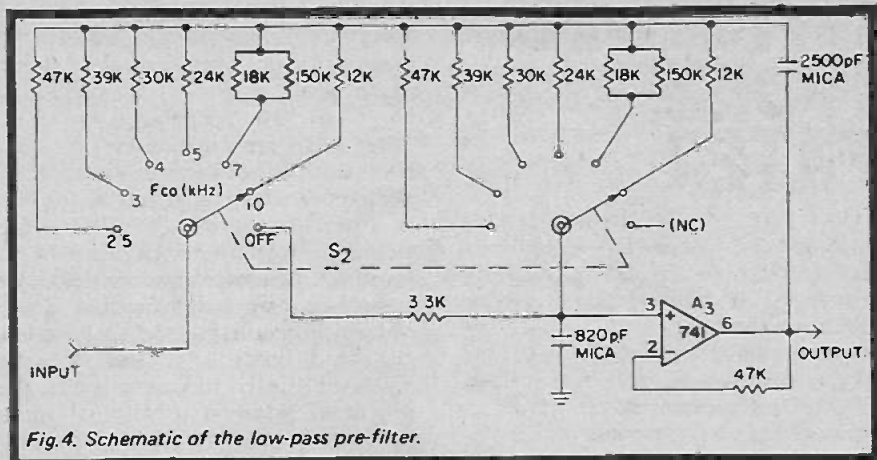 47K 39K 30K 24K 18K 150K 12K 47K 39K 30K 24K 18K 150K 12K 2500pF
MICA
5
4 7
Fco (kHz)
3 10
2 5 OFF (NC)
S2
3.3K 3 A3
+
741 6
820pF
MICA 2 -
INPUT OUTPUT
47K
Fig.4. Schematic of the low-pass pre-filter.